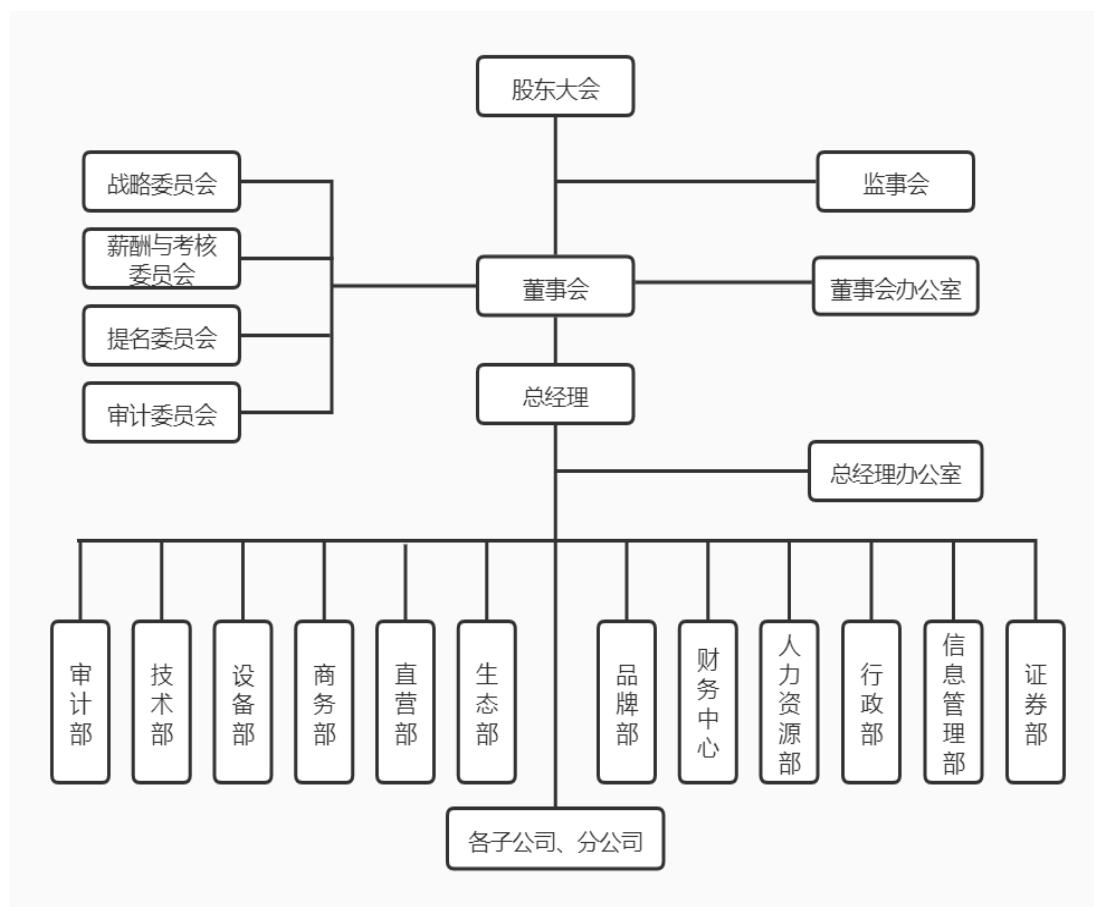 股东大会
战略委员会
监事会
薪酬与考核
委员会
董事会
董事会办公室
提名委员会
总经理
审计委员会
总经理办公室
审计部
技术部
设备部
商务部
直营部
生态部
品牌部
财务中心
人力资源部
行政部
信息管理部
证券部
各子公司、分公司